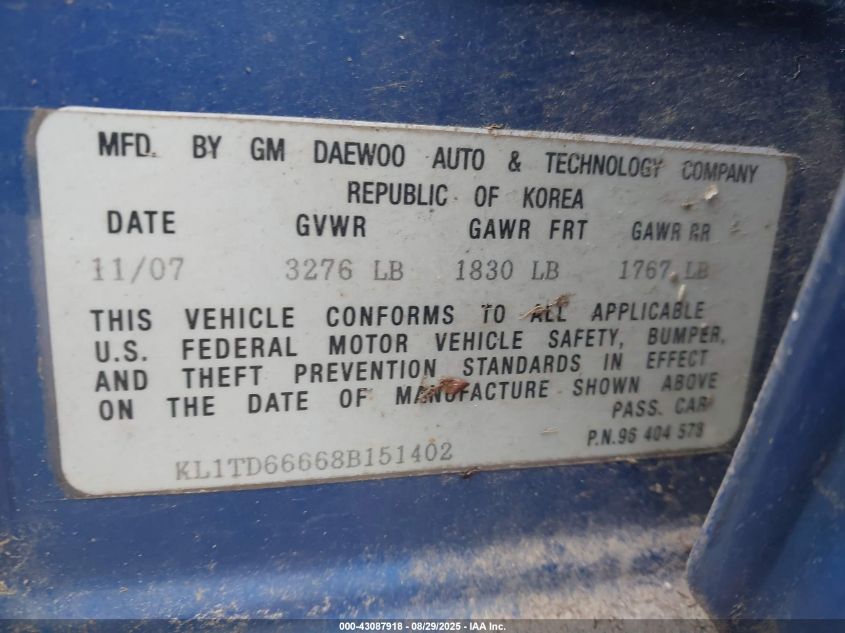 MFD. BY GM DAEWOO AUTO & TECHNOLOGY COMPANY
REPUBLIC OF KOREA
DATE GVWR GAWR FRT GAWR RR
11/07 3276 LB 1830 LB 1767 LB
THIS VEHICLE CONFORMS TO ALL APPLICABLE
U.S. FEDERAL MOTOR VEHICLE SAFETY, BUMPER,
AND THEFT PREVENTION STANDARDS IN EFFECT
ON THE DATE OF MANUFACTURE SHOWN ABOVE
PASS. CAR
KL1TD66668B151402 P.N.96 404 578
000-43087918 - 08/29/2025 - IAA Inc.